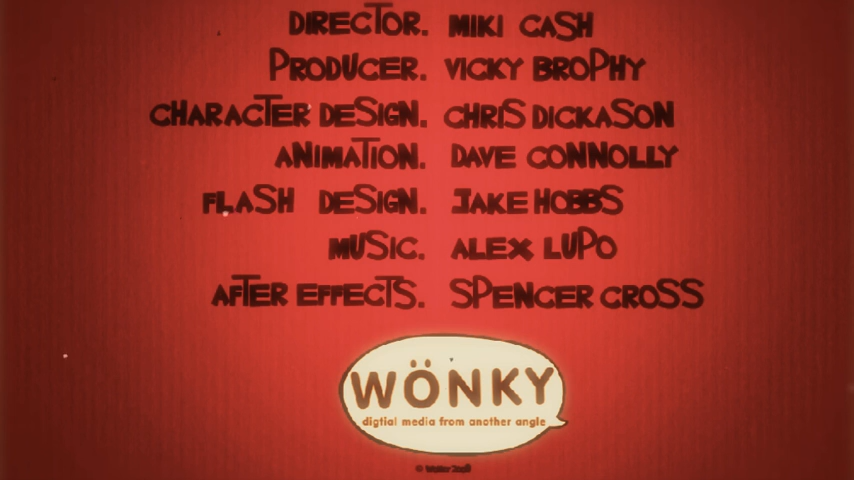 DIRECTOR. MIKI CASH
PRODUCER. VICKY BROPHY
CHARACTER DESIGN. CHRIS DICKASON
ANIMATION. DAVE CONNOLLY
FLASH DESIGN. JAKE HOBBS
MUSIC. ALEX LUPO
AFTER EFFECTS. SPENCER CROSS
WÖNKY
digtial media from another angle
©